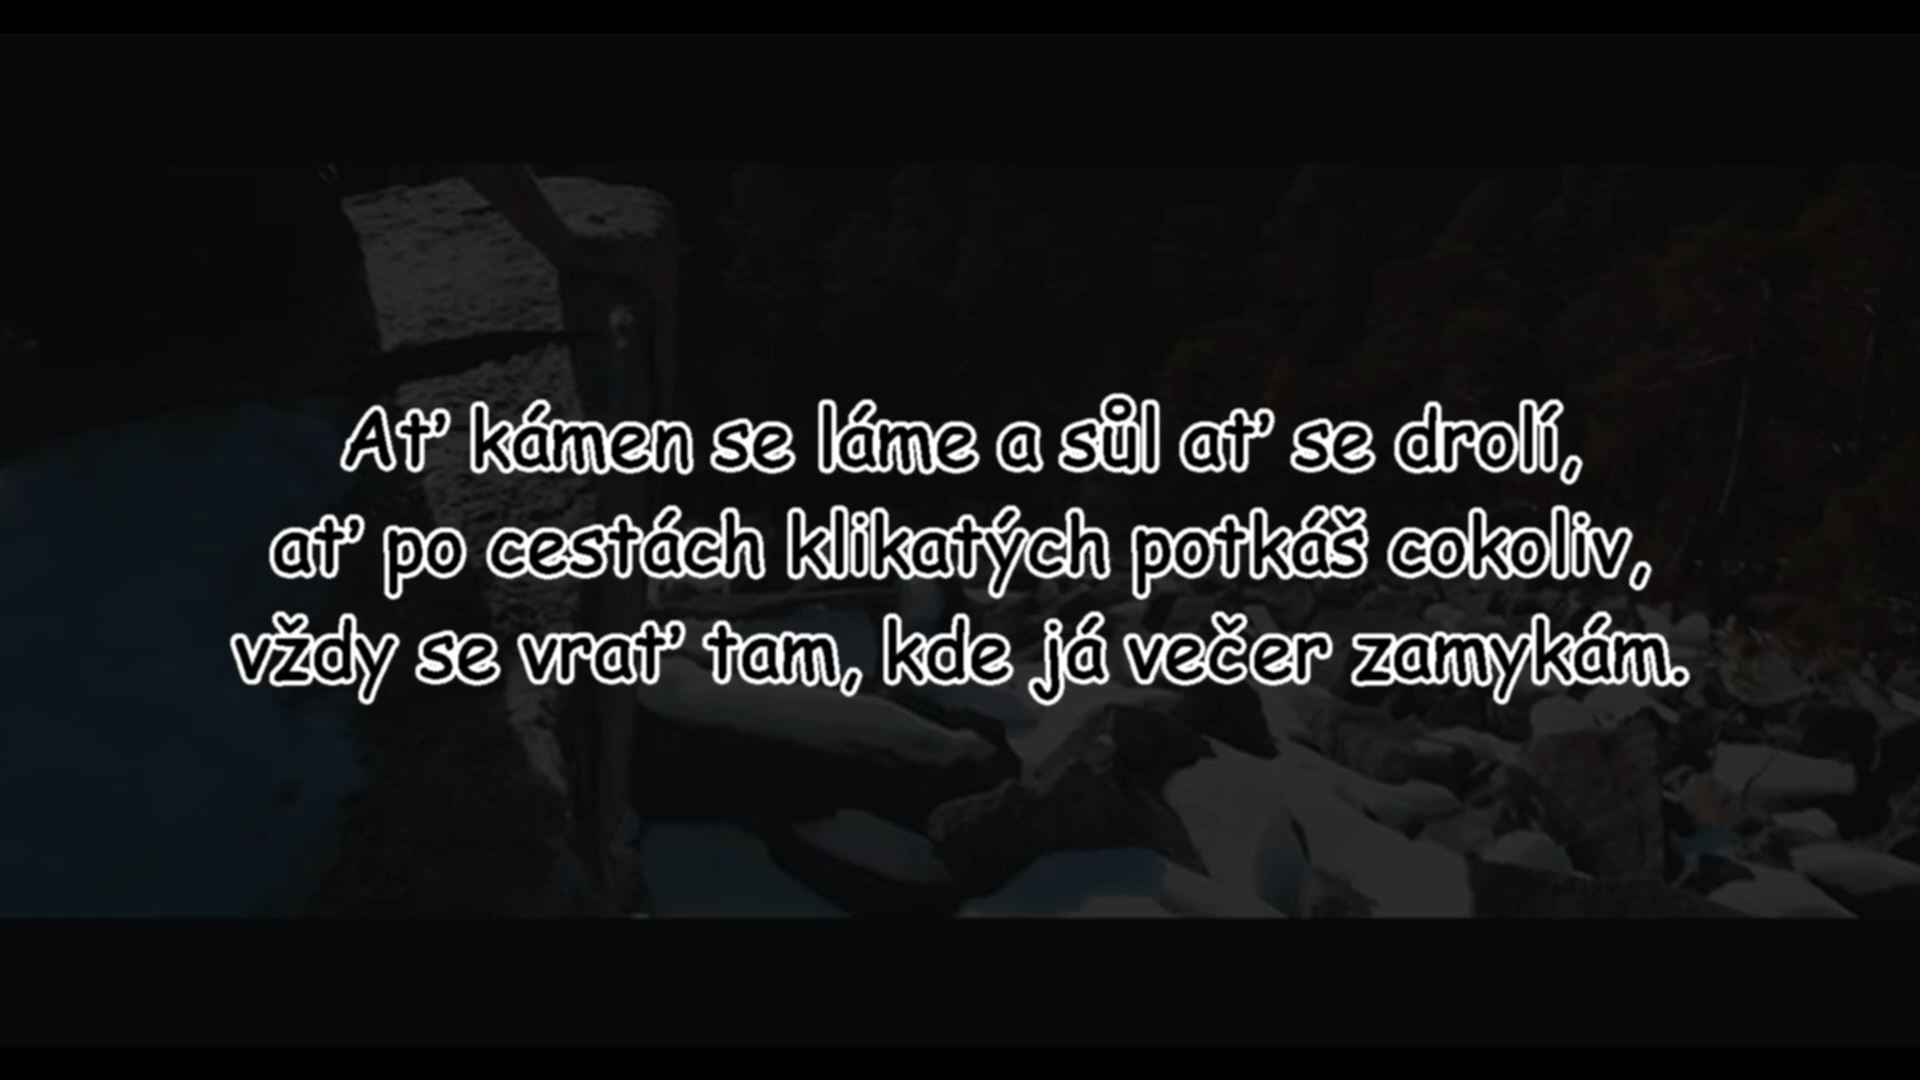 Ať kámen se láme a sůl ať se drolí,
ať po cestách klikatých potkáš cokoliv,
vždy se vrať tam, kde já večer zamykám.